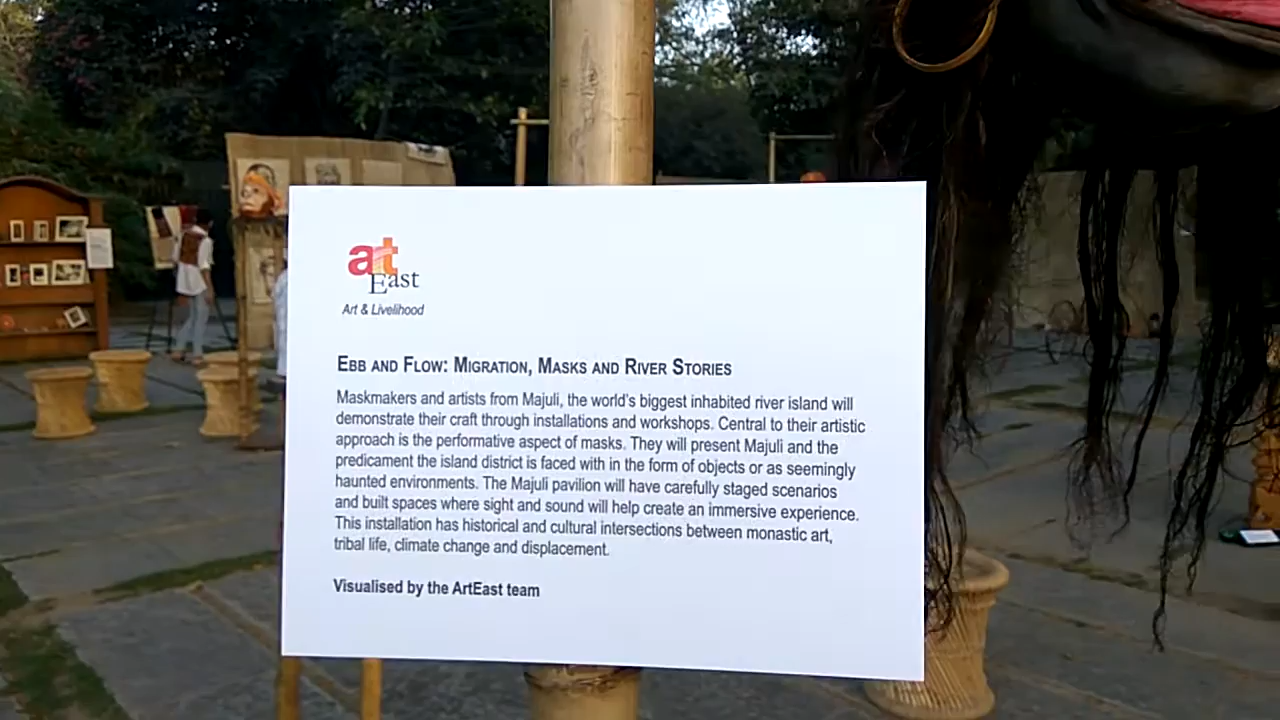 art
East
Art & Livelihood
EBB AND FLOW: MIGRATION, MASKS AND RIVER STORIES
Maskmakers and artists from Majuli, the world's biggest inhabited river island will
demonstrate their craft through installations and workshops. Central to their artistic
approach is the performative aspect of masks. They will present Majuli and the
predicament the island district is faced with in the form of objects or as seemingly
haunted environments. The Majuli pavilion will have carefully staged scenarios
and built spaces where sight and sound will help create an immersive experience.
This installation has historical and cultural intersections between monastic art,
tribal life, climate change and displacement.
Visualised by the ArtEast team